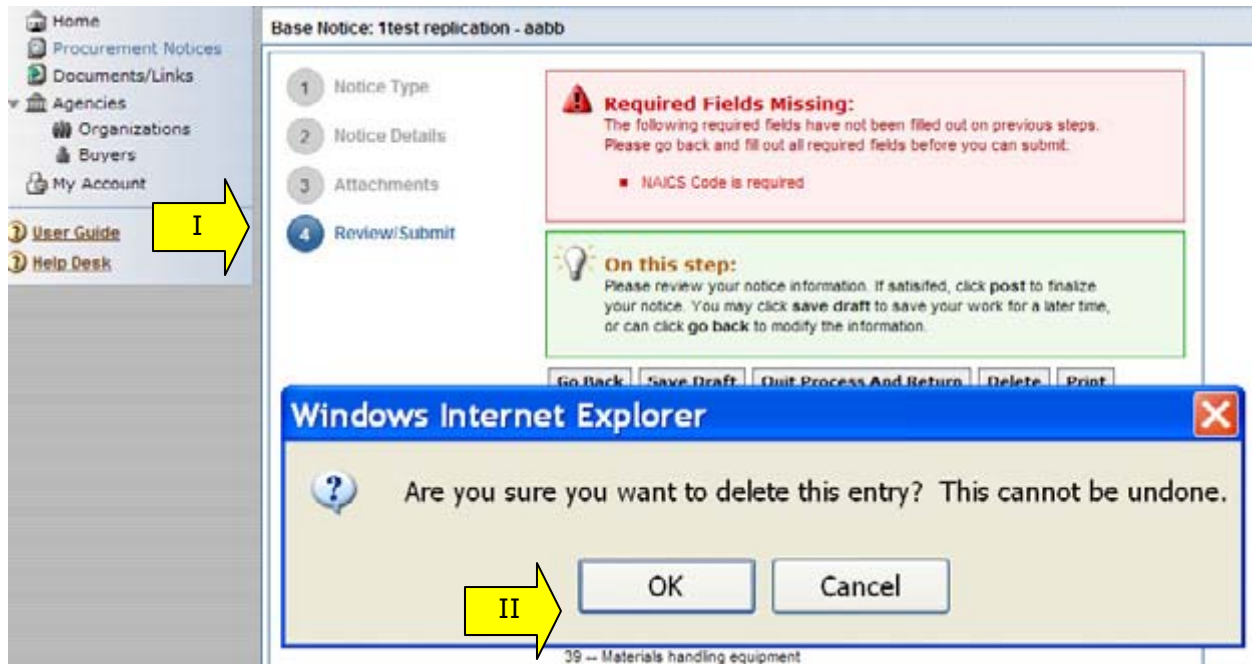 Home
Procurement Notices
Documents/Links
Agencies
Organizations
Buyers
My Account
User Guide
Help Desk
I
Base Notice: 1test replication - aabb
1 Notice Type
2 Notice Details
3 Attachments
4 Review/Submit
Required Fields Missing:
The following required fields have not been filled out on previous steps.
Please go back and fill out all required fields before you can submit.
NAICS Code is required
On this step:
Please review your notice information. If satisifed, click post to finalize
your notice. You may click save draft to save your work for a later time,
or can click go back to modify the information.
Go Back Save Draft Quit Process And Return Delete Print
Windows Internet Explorer
Are you sure you want to delete this entry? This cannot be undone.
OK Cancel
II
39 -- Materials handling equipment